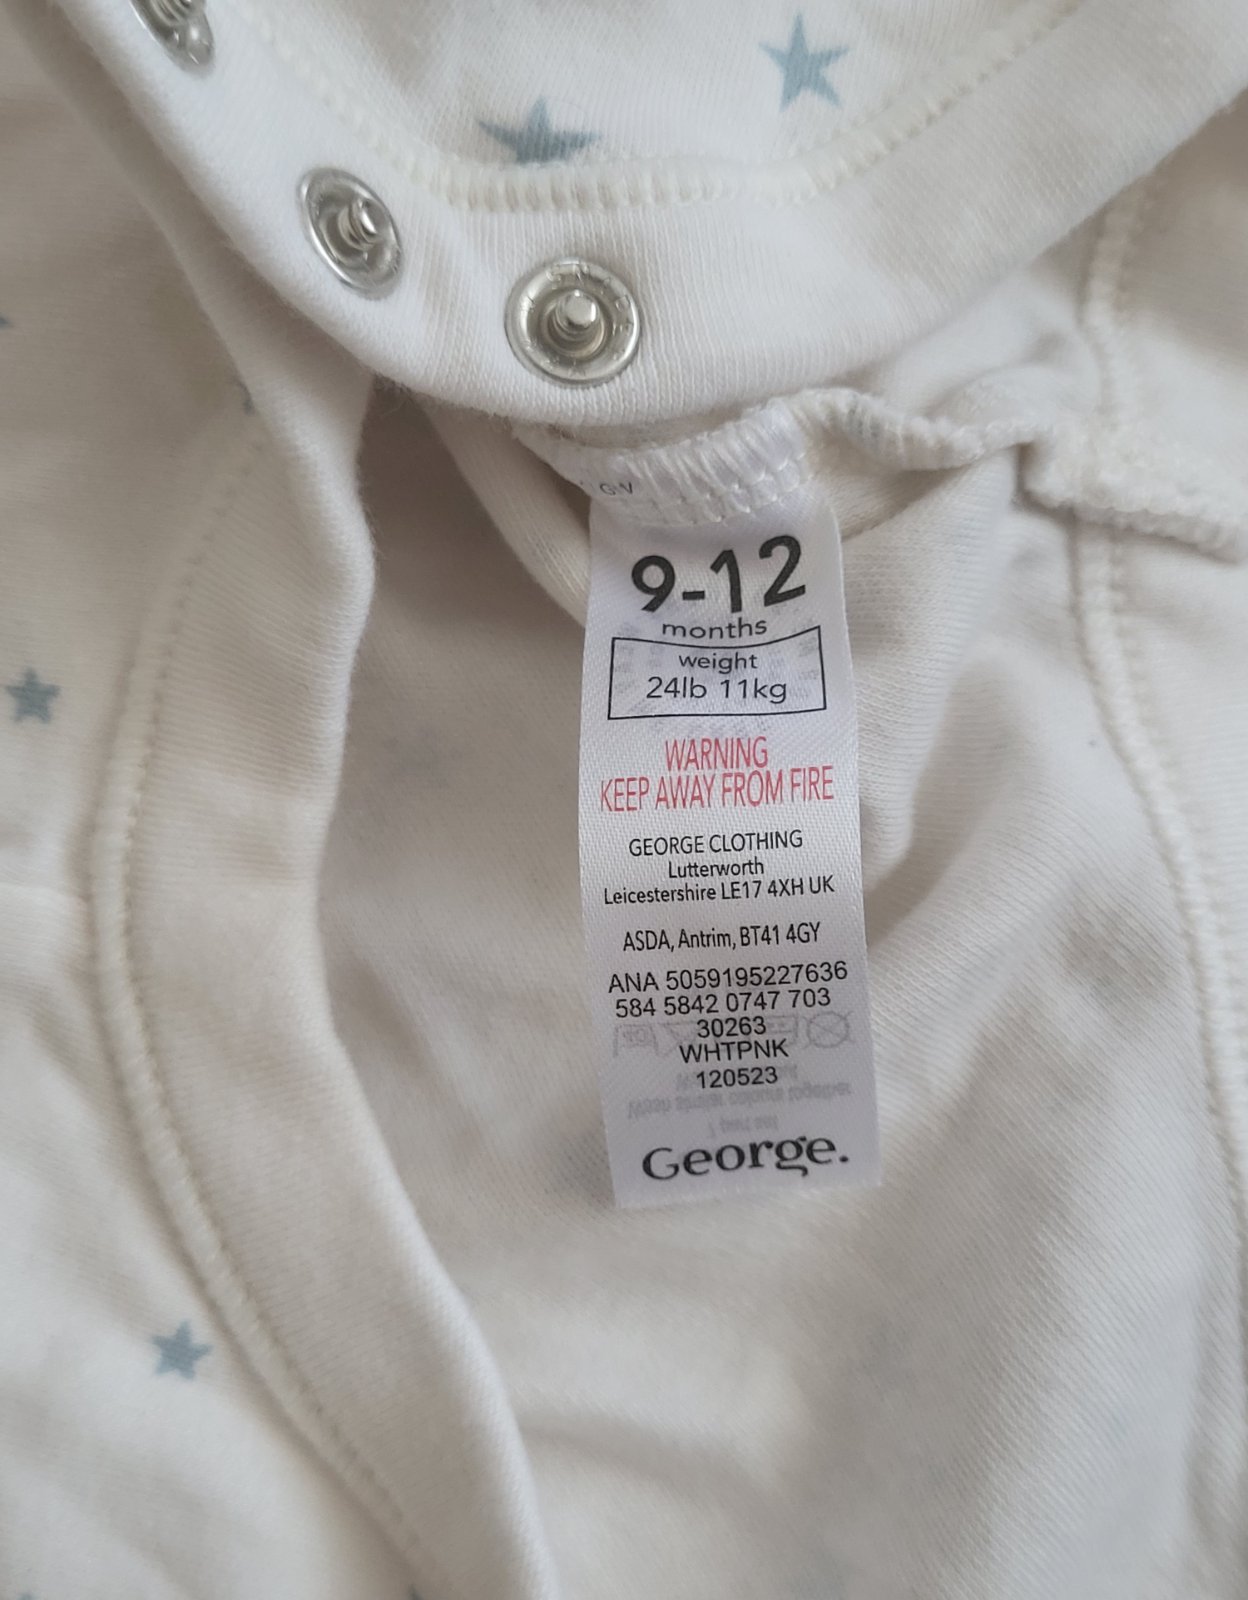 9-12
months
weight
24lb 11kg
WARNING
KEEP AWAY FROM FIRE
GEORGE CLOTHING
Lutterworth
Leicestershire LE17 4XH UK
ASDA, Antrim, BT41 4GY
ANA 5059195227636
584 5842 0747 703
30263
WHTPNK
120523
George.